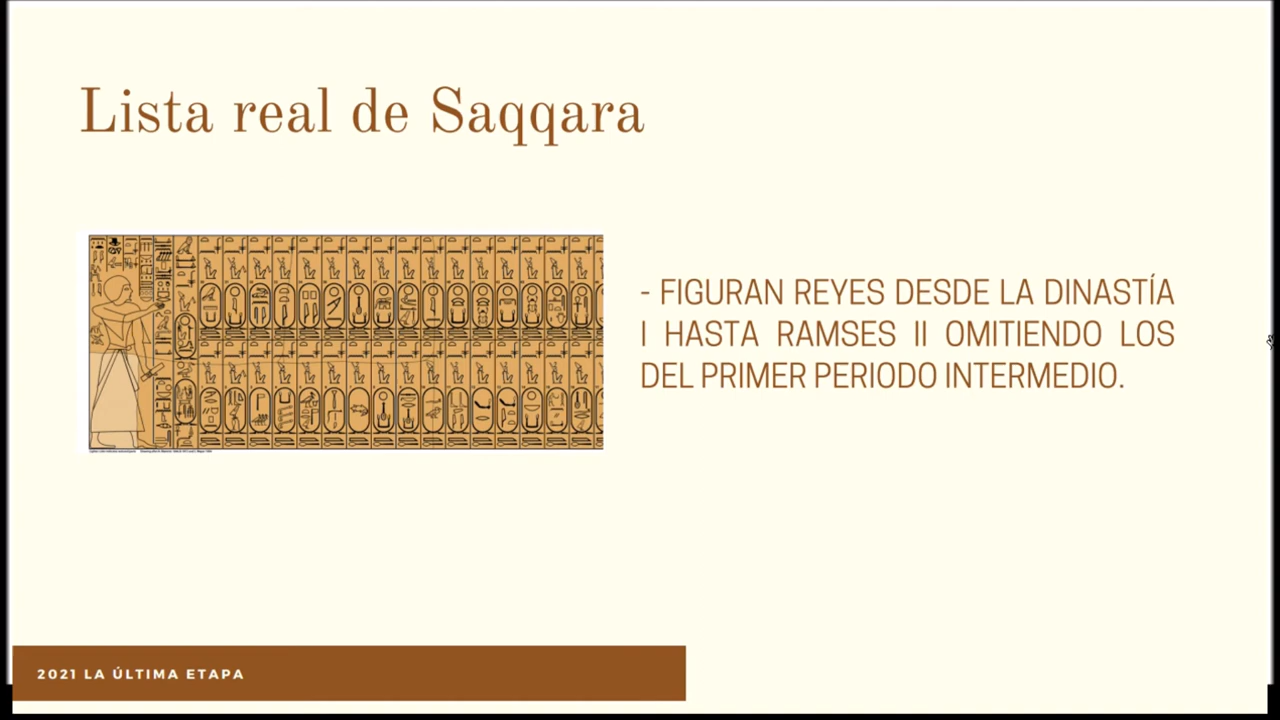 Lista real de Saqqara
- FIGURAN REYES DESDE LA DINASTÍA
I HASTA RAMSES II OMITIENDO LOS
DEL PRIMER PERIODO INTERMEDIO.
2021 LA ÚLTIMA ETAPA